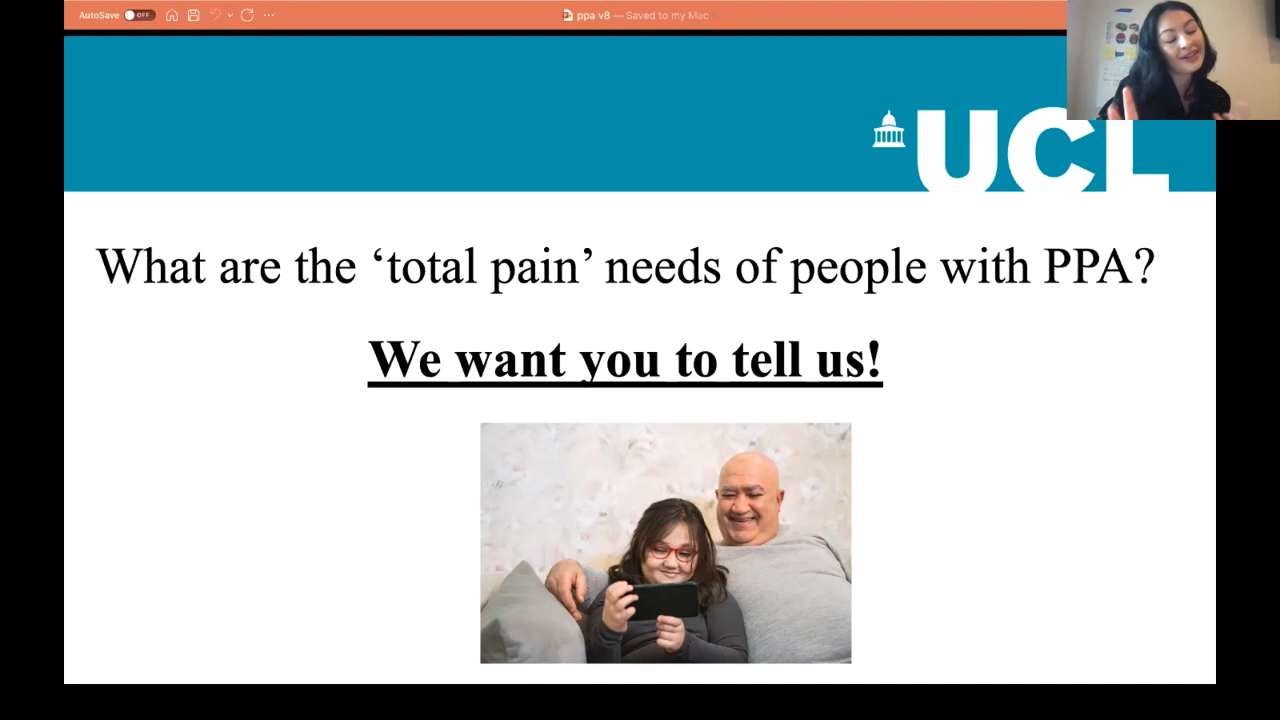 AutoSave OFF
ppa v8 — Saved to my Mac
UCL
What are the ‘total pain’ needs of people with PPA?
We want you to tell us!